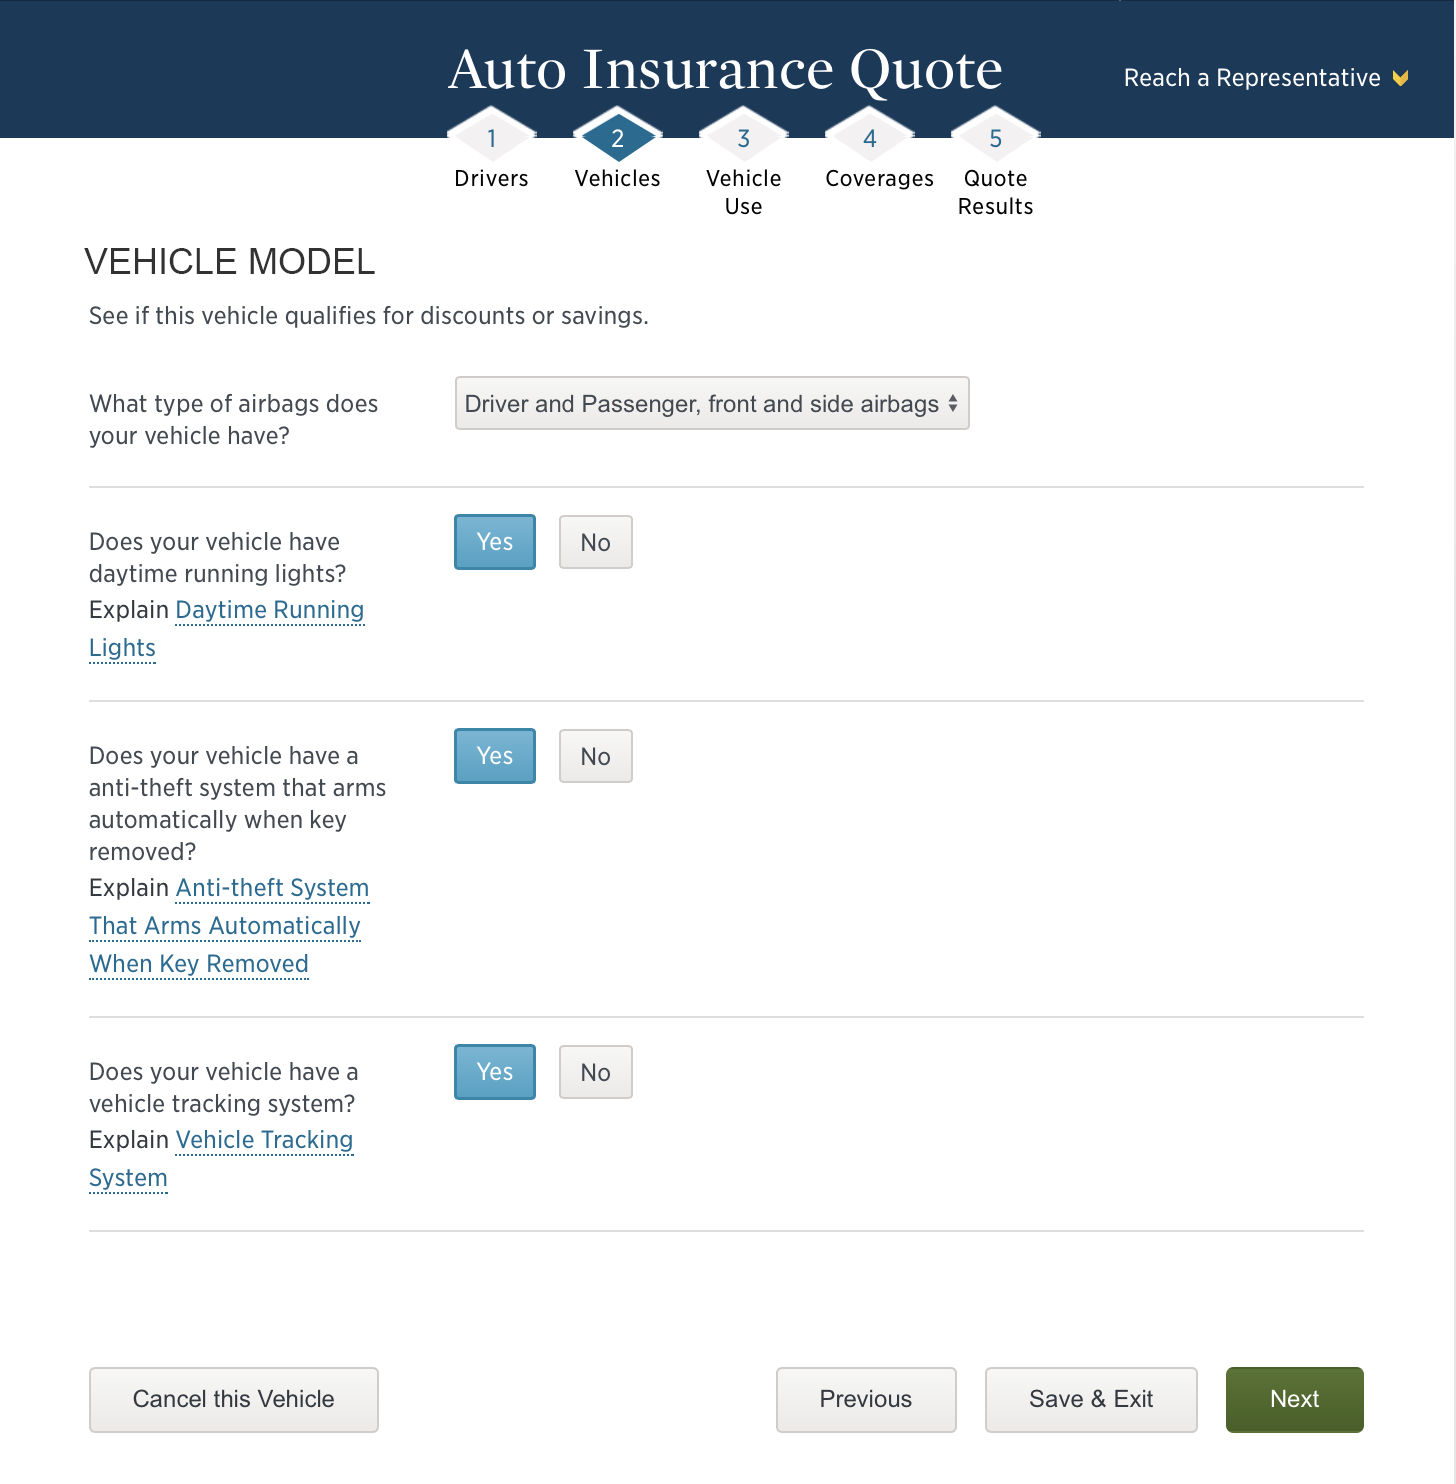 Auto Insurance Quote
Reach a Representative
1
2
3
4
5
Drivers
Vehicles
Vehicle
Use
Coverages
Quote
Results
VEHICLE MODEL
See if this vehicle qualifies for discounts or savings.
What type of airbags does
your vehicle have?
Driver and Passenger, front and side airbags
Does your vehicle have
daytime running lights?
Explain Daytime Running
Lights
Yes
No
Does your vehicle have a
anti-theft system that arms
automatically when key
removed?
Explain Anti-theft System
That Arms Automatically
When Key Removed
Yes
No
Does your vehicle have a
vehicle tracking system?
Explain Vehicle Tracking
System
Yes
No
Cancel this Vehicle
Previous
Save & Exit
Next